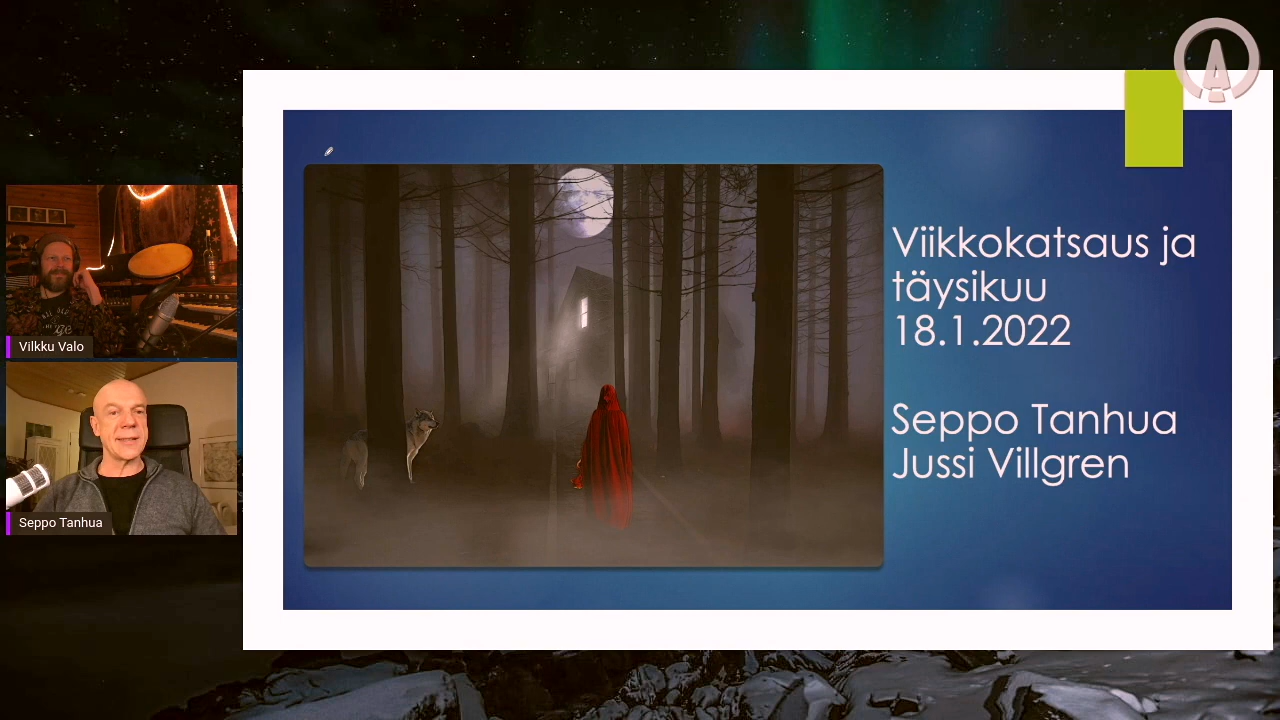 Viikkokatsaus ja
täysikuu
18.1.2022
Seppo Tanhua
Jussi Villgren
Vilkku Valo
Seppo Tanhua